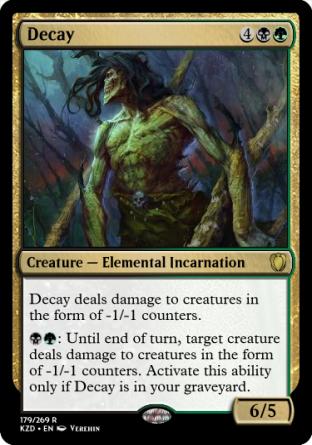 Decay 4
Creature — Elemental Incarnation
Decay deals damage to creatures in
the form of -1/-1 counters.
: Until end of turn, target creature
deals damage to creatures in the form
of -1/-1 counters. Activate this ability
only if Decay is in your graveyard.
179/269 R
KZD • EN Verehin
6/5